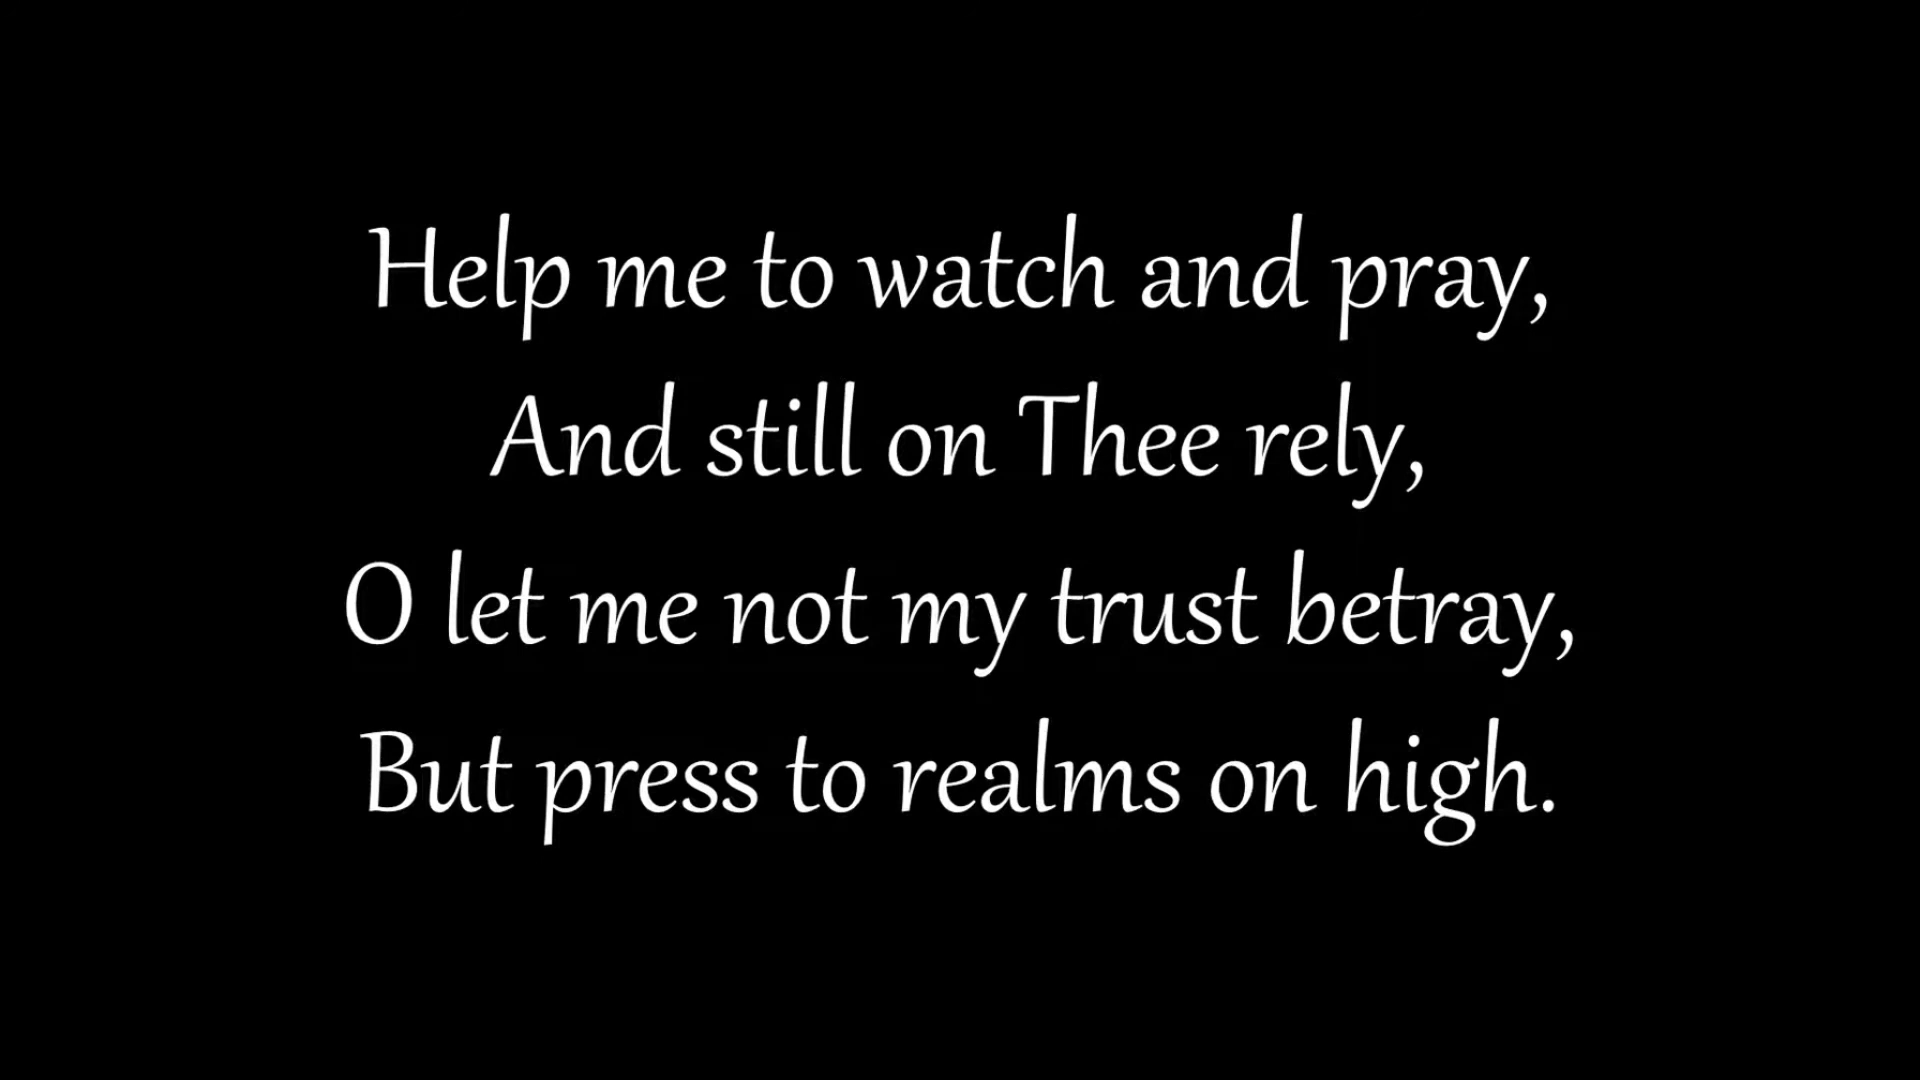 Help me to watch and pray,
And still on Thee rely,
O let me not my trust betray,
But press to realms on high.